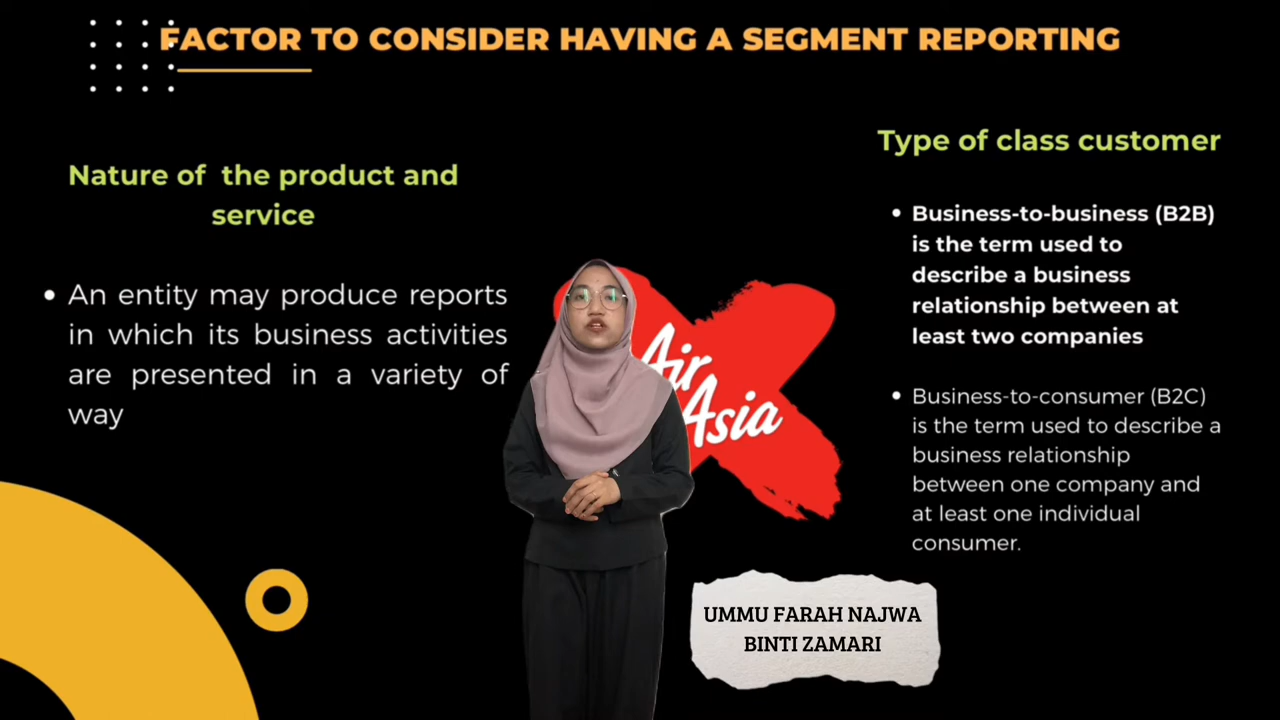 FACTOR TO CONSIDER HAVING A SEGMENT REPORTING
Nature of the product and
service
An entity may produce reports
in which its business activities
are presented in a variety of
way
Air
Asia
Type of class customer
Business-to-business (B2B)
is the term used to
describe a business
relationship between at
least two companies
Business-to-consumer (B2C)
is the term used to describe a
business relationship
between one company and
at least one individual
consumer.
UMMU FARAH NAJWA
BINTI ZAMARI